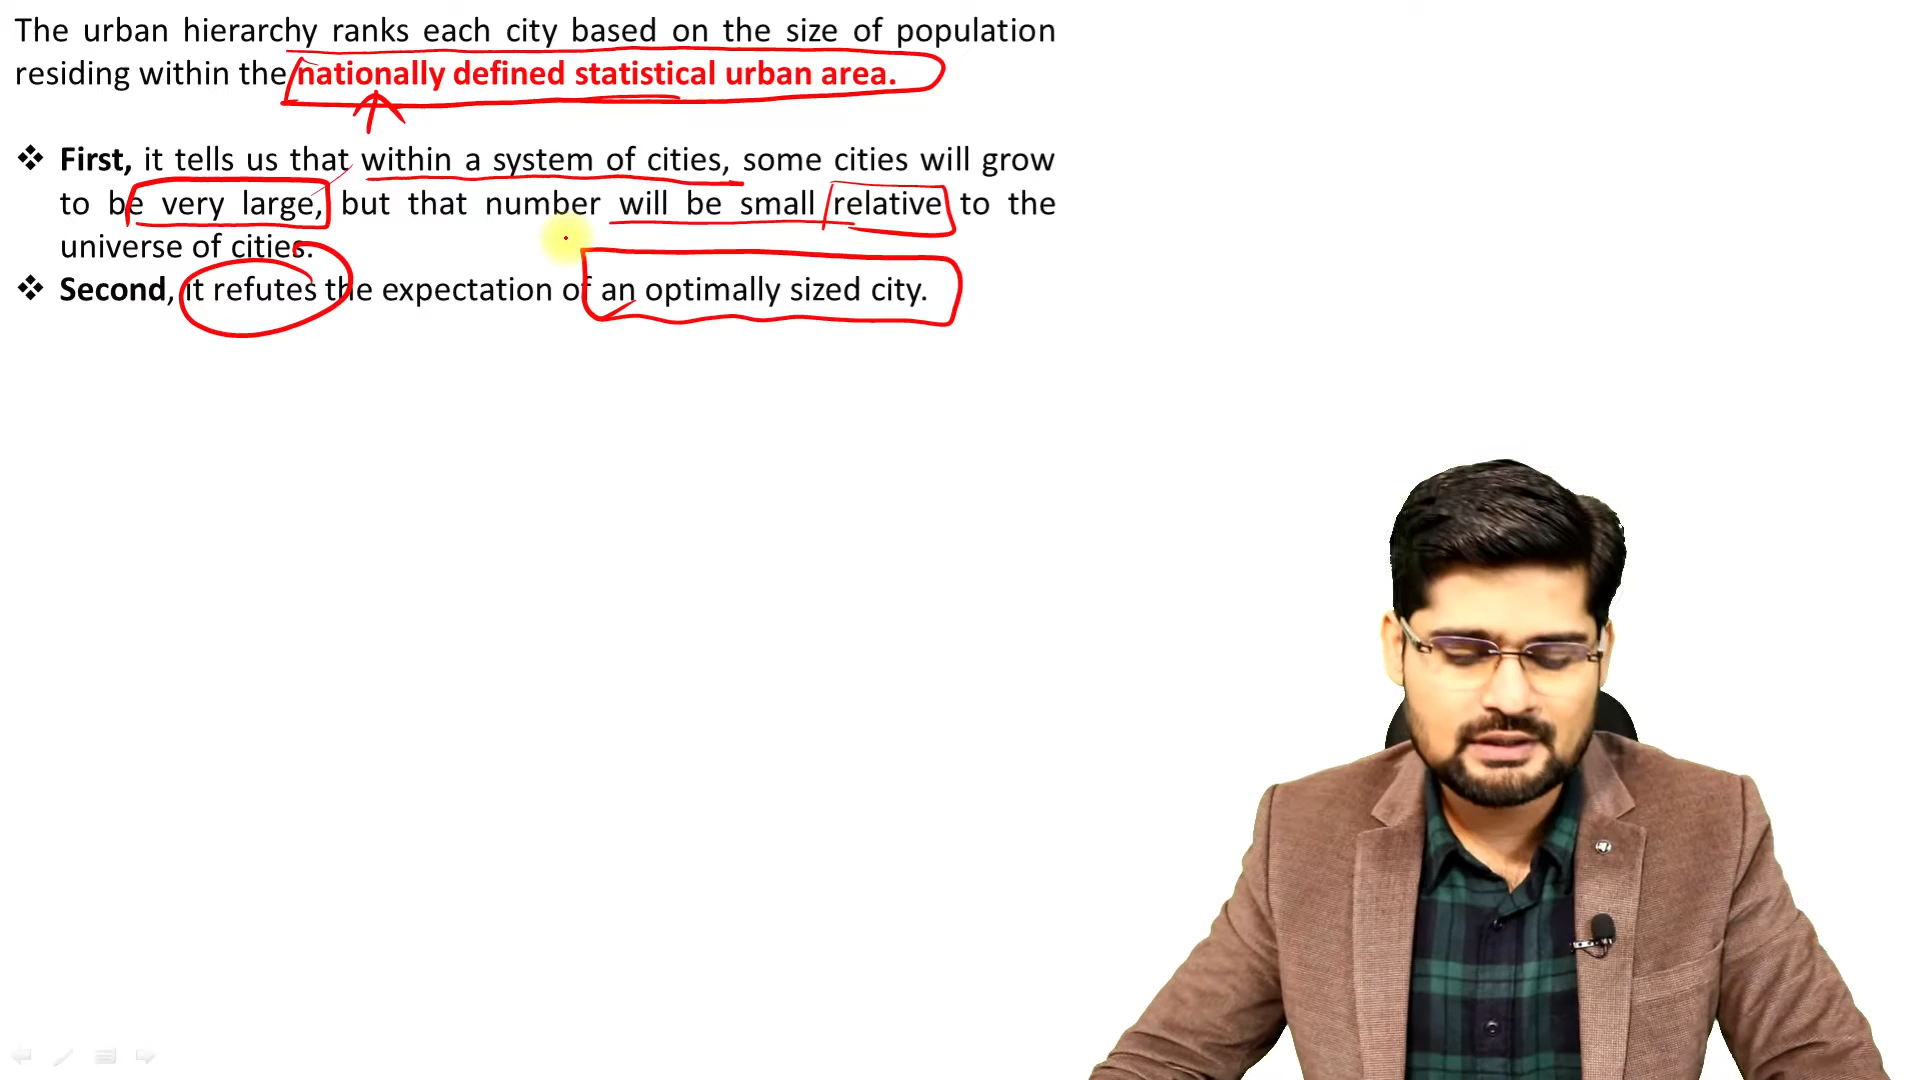 The urban hierarchy ranks each city based on the size of population
residing within the nationally defined statistical urban area.
❖ First, it tells us that within a system of cities, some cities will grow
to be very large, but that number will be small relative to the
universe of cities.
❖ Second, it refutes the expectation of an optimally sized city.